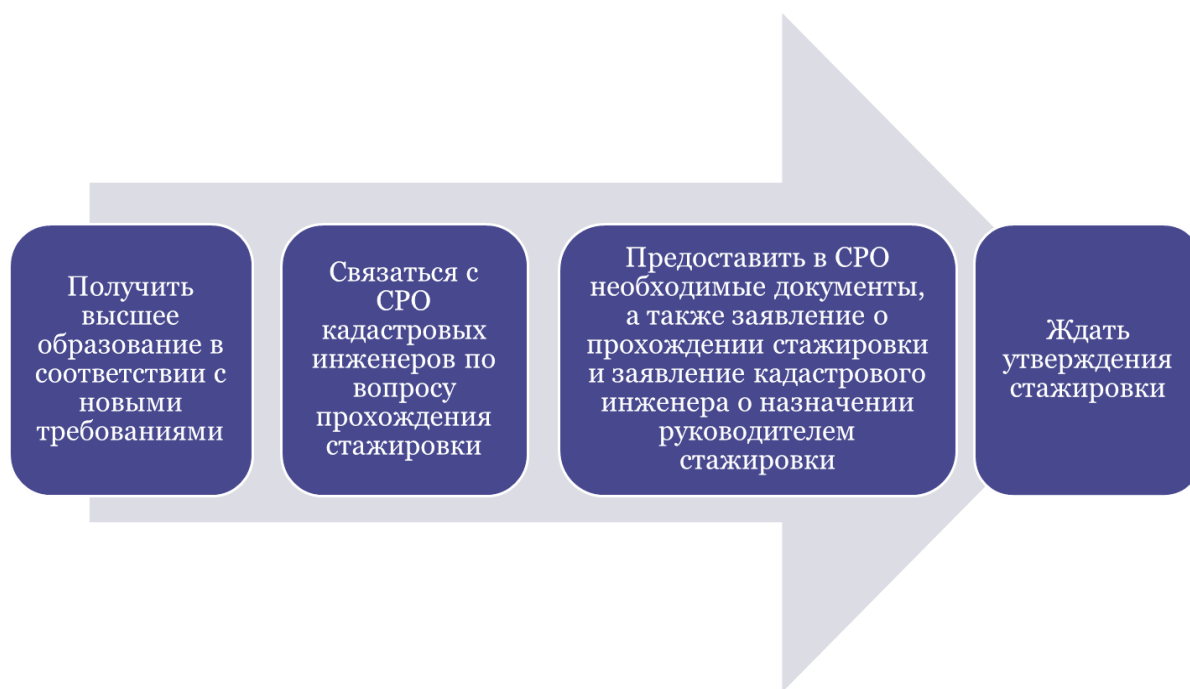 Получить
высшее
образование в
соответствии с
новыми
требованиями
Связаться с
СРО
кадастровых
инженеров по
вопросу
прохождения
стажировки
Предоставить в СРО
необходимые документы,
а также заявление о
прохождении стажировки
и заявление кадастрового
инженера о назначении
руководителем
стажировки
Ждать
утверждения
стажировки